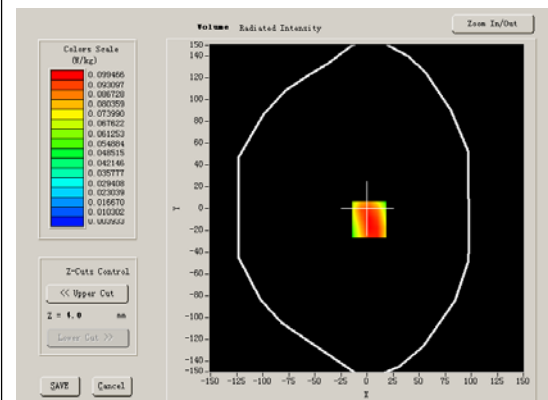 Volume Radiated Intensity
Zoom In/Out
Colors Scale
(W/kg)
0.099466
0.093097
0.086728
0.080359
0.073990
0.067622
0.061253
0.054884
0.048515
0.042146
0.035777
0.029408
0.023039
0.016670
0.010302
0.003933
150
140
120
100
80
60
40
20
0
-20
-40
-60
-80
-100
-120
-140
-150
Y
-150 -125 -100 -75 -50 -25 0 25 50 75 100 125 150
X
Z-Cuts Control
<< Upper Cut
Z = 4.0 mm
Lower Cut >>
SAVE Cancel